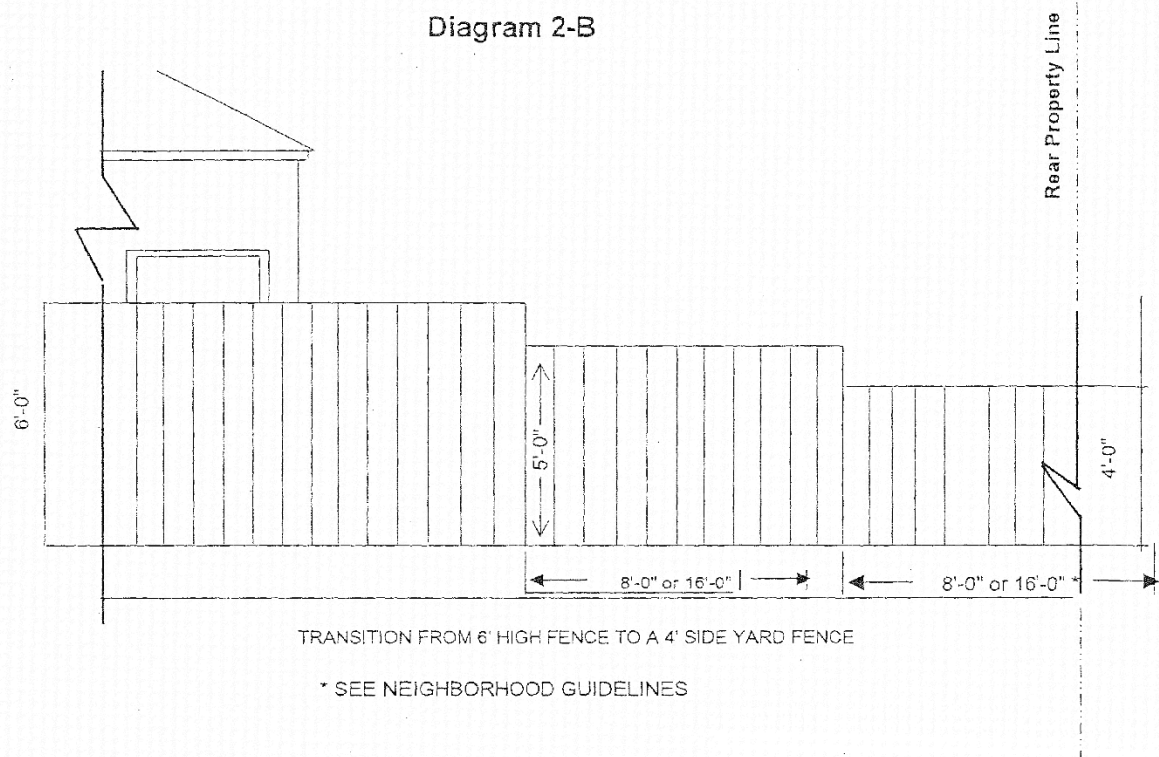 Diagram 2-B
Rear Property Line
6'-0"
5'-0"
4'-0"
8'-0" or 16'-0"
8'-0" or 16'-0" *
TRANSITION FROM 6' HIGH FENCE TO A 4' SIDE YARD FENCE
* SEE NEIGHBORHOOD GUIDELINES